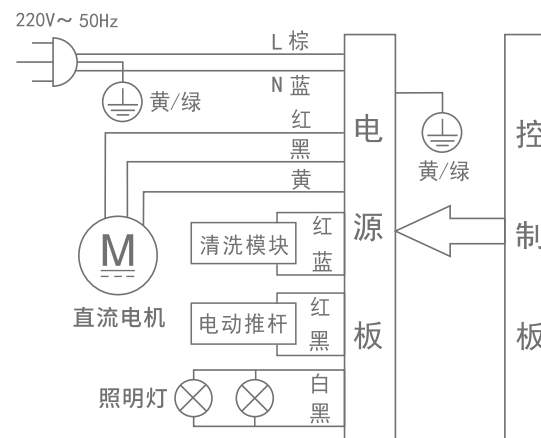 220V～ 50Hz
L 棕
N 蓝
黄/绿
红
黑
黄
M
直流电机
清洗模块
红
蓝
电动推杆
红
黑
照明灯
白
黑
电源板
黄/绿
控制板